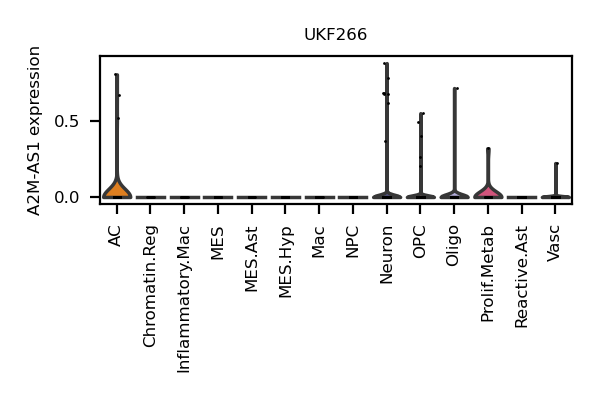 UKF266
A2M-AS1 expression
0.5
0.0
AC
Chromatin.Reg
Inflammatory.Mac
MES
MES.Ast
MES.Hyp
Mac
NPC
Neuron
OPC
Oligo
Prolif.Metab
Reactive.Ast
Vasc